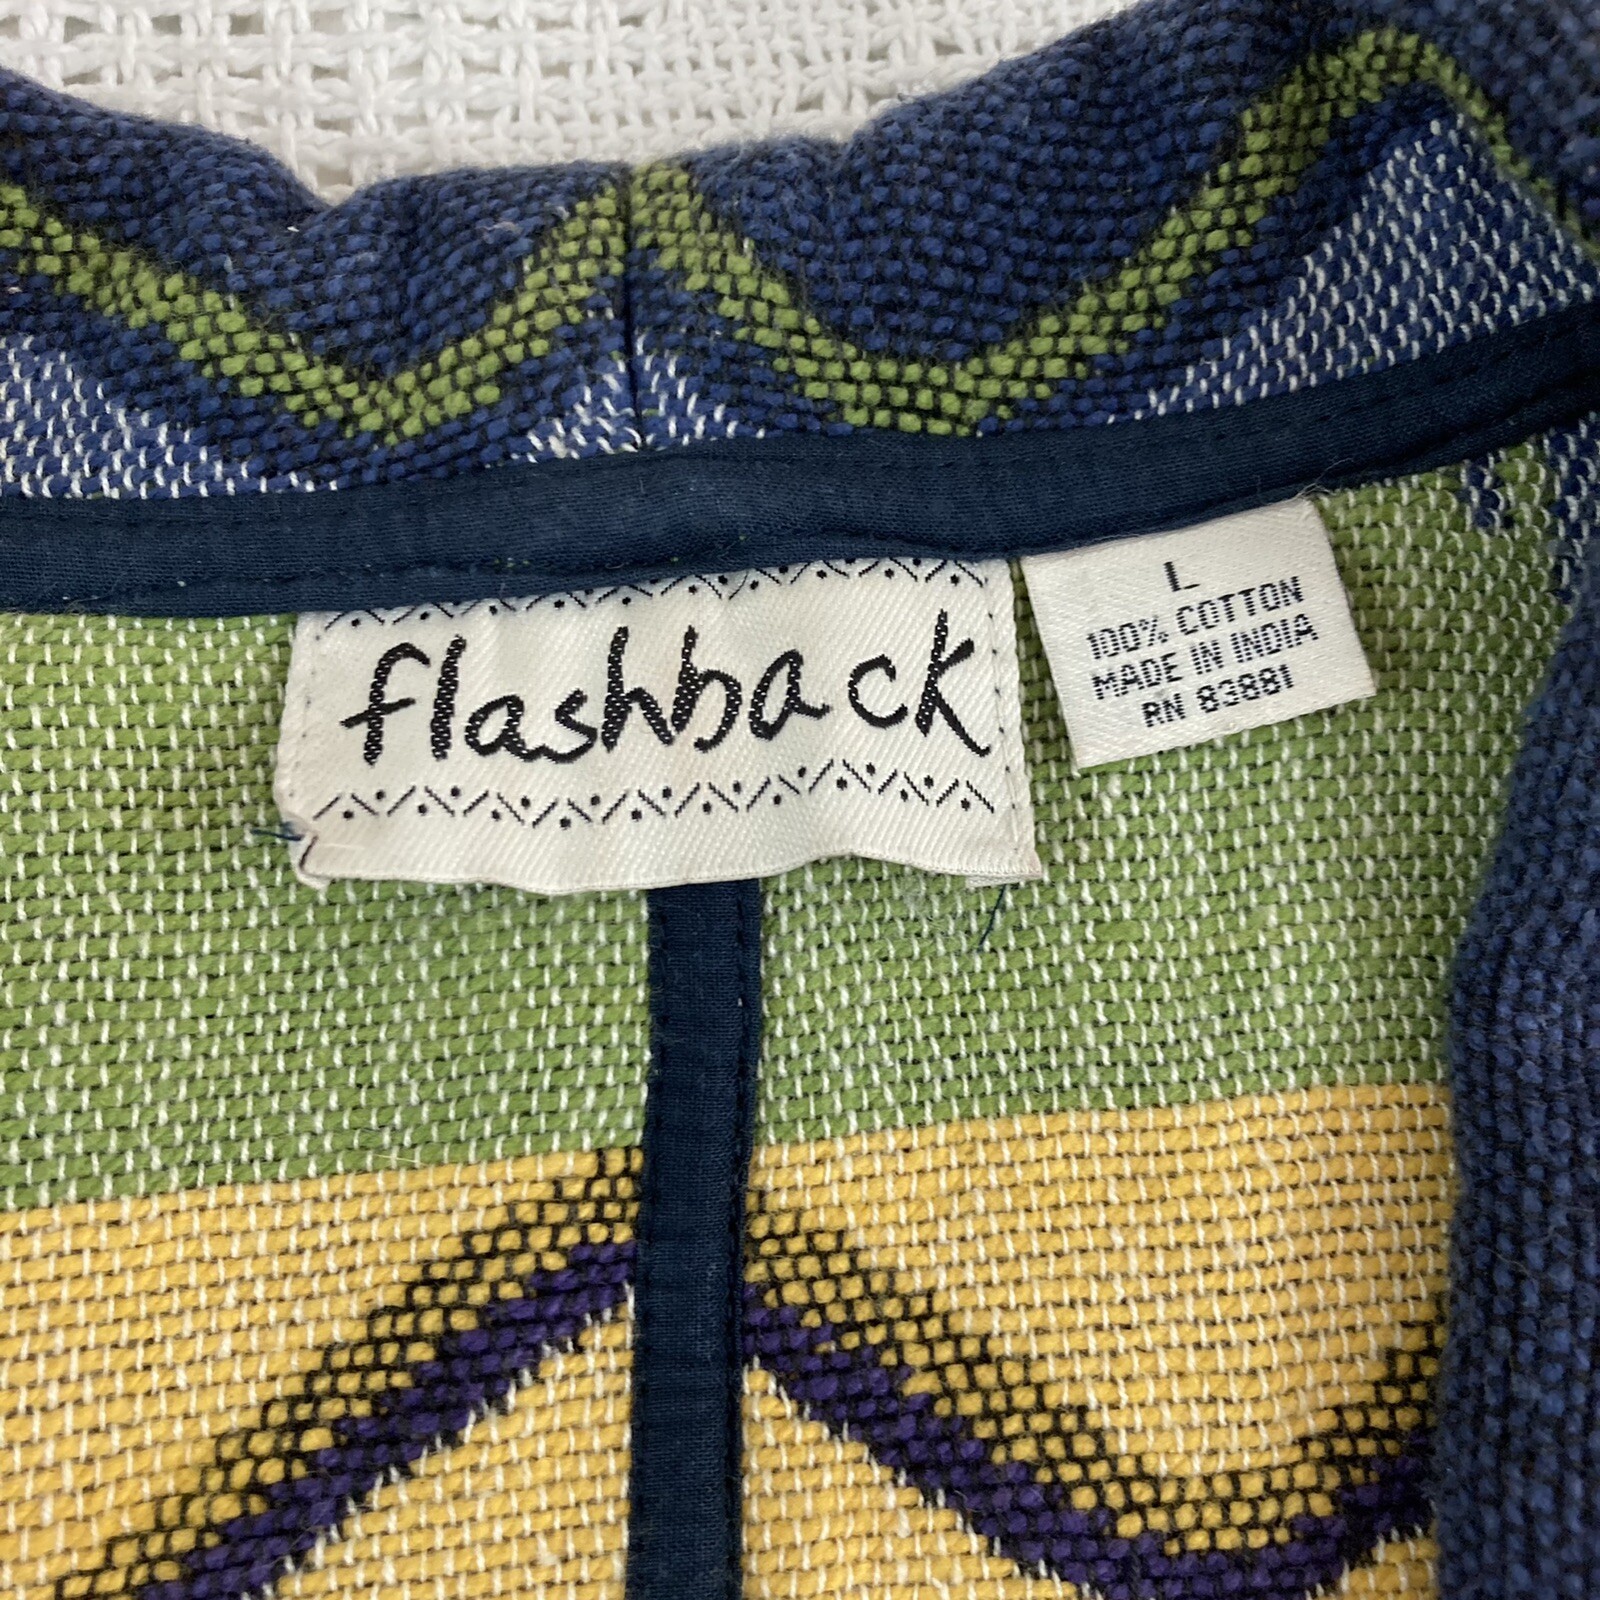 flashback
L
100% COTTON
MADE IN INDIA
RN 83881